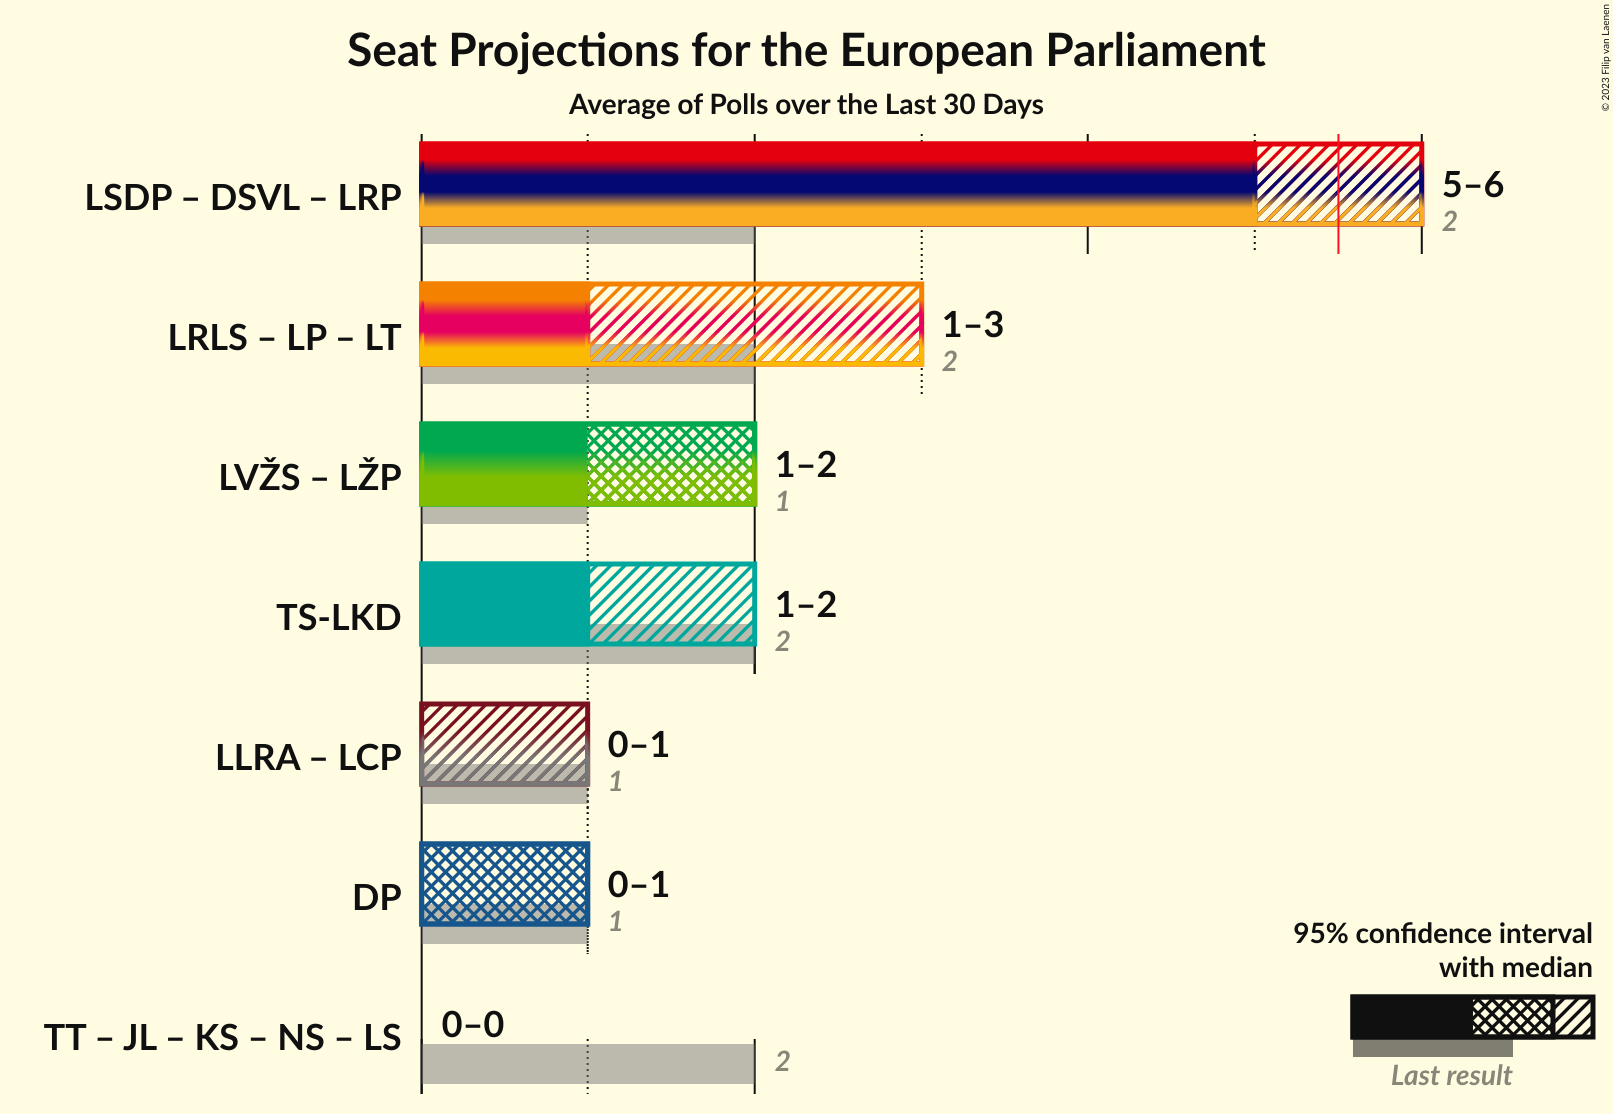 Seat Projections for the European Parliament
Average of Polls over the Last 30 Days
© 2023 Filip van Laenen
LSDP – DSVL – LRP
5–6
2
LRLS – LP – LT
1–3
2
LVŽS – LŽP
1–2
1
TS-LKD
1–2
2
LLRA – LCP
0–1
1
DP
0–1
1
TT – JL – KS – NS – LS
0–0
2
95% confidence interval
with median
Last result